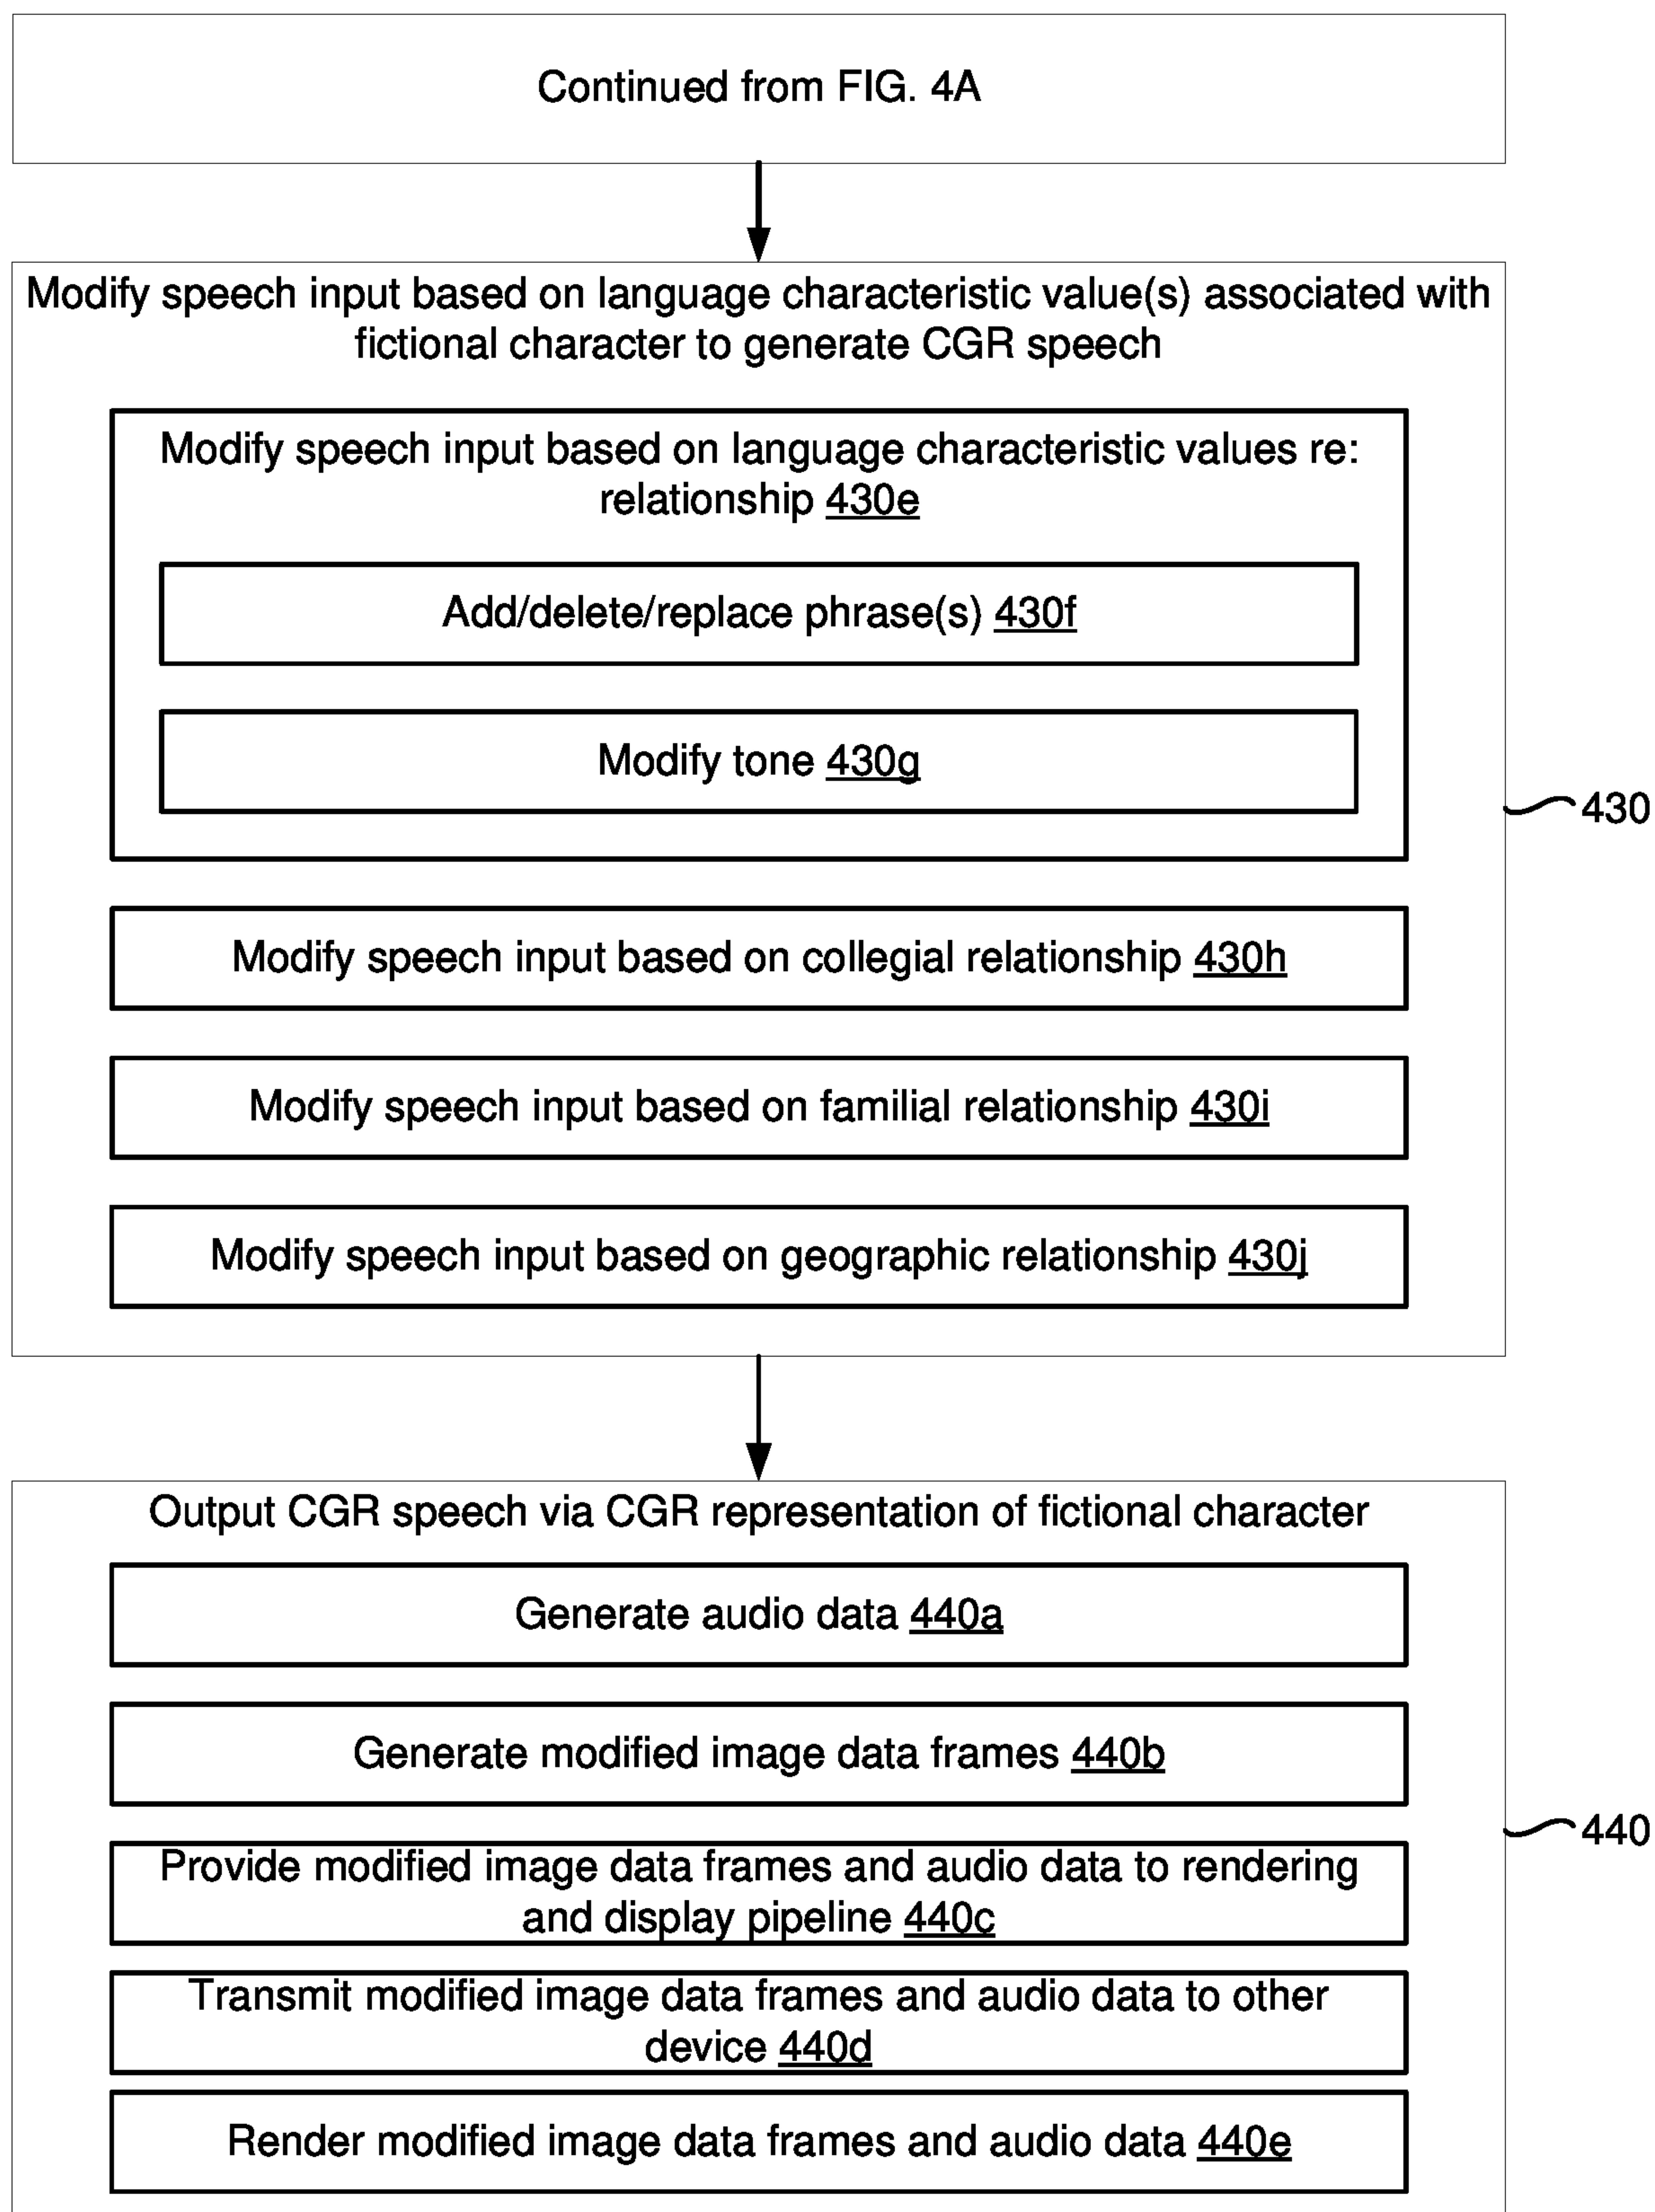 Continued from FIG. 4A
Modify speech input based on language characteristic value(s) associated with
fictional character to generate CGR speech
Modify speech input based on language characteristic values re:
relationship 430e
Add/delete/replace phrase(s) 430f
Modify tone 430g
430
Modify speech input based on collegial relationship 430h
Modify speech input based on familial relationship 430i
Modify speech input based on geographic relationship 430j
Output CGR speech via CGR representation of fictional character
Generate audio data 440a
Generate modified image data frames 440b
440
Provide modified image data frames and audio data to rendering
and display pipeline 440c
Transmit modified image data frames and audio data to other
device 440d
Render modified image data frames and audio data 440e